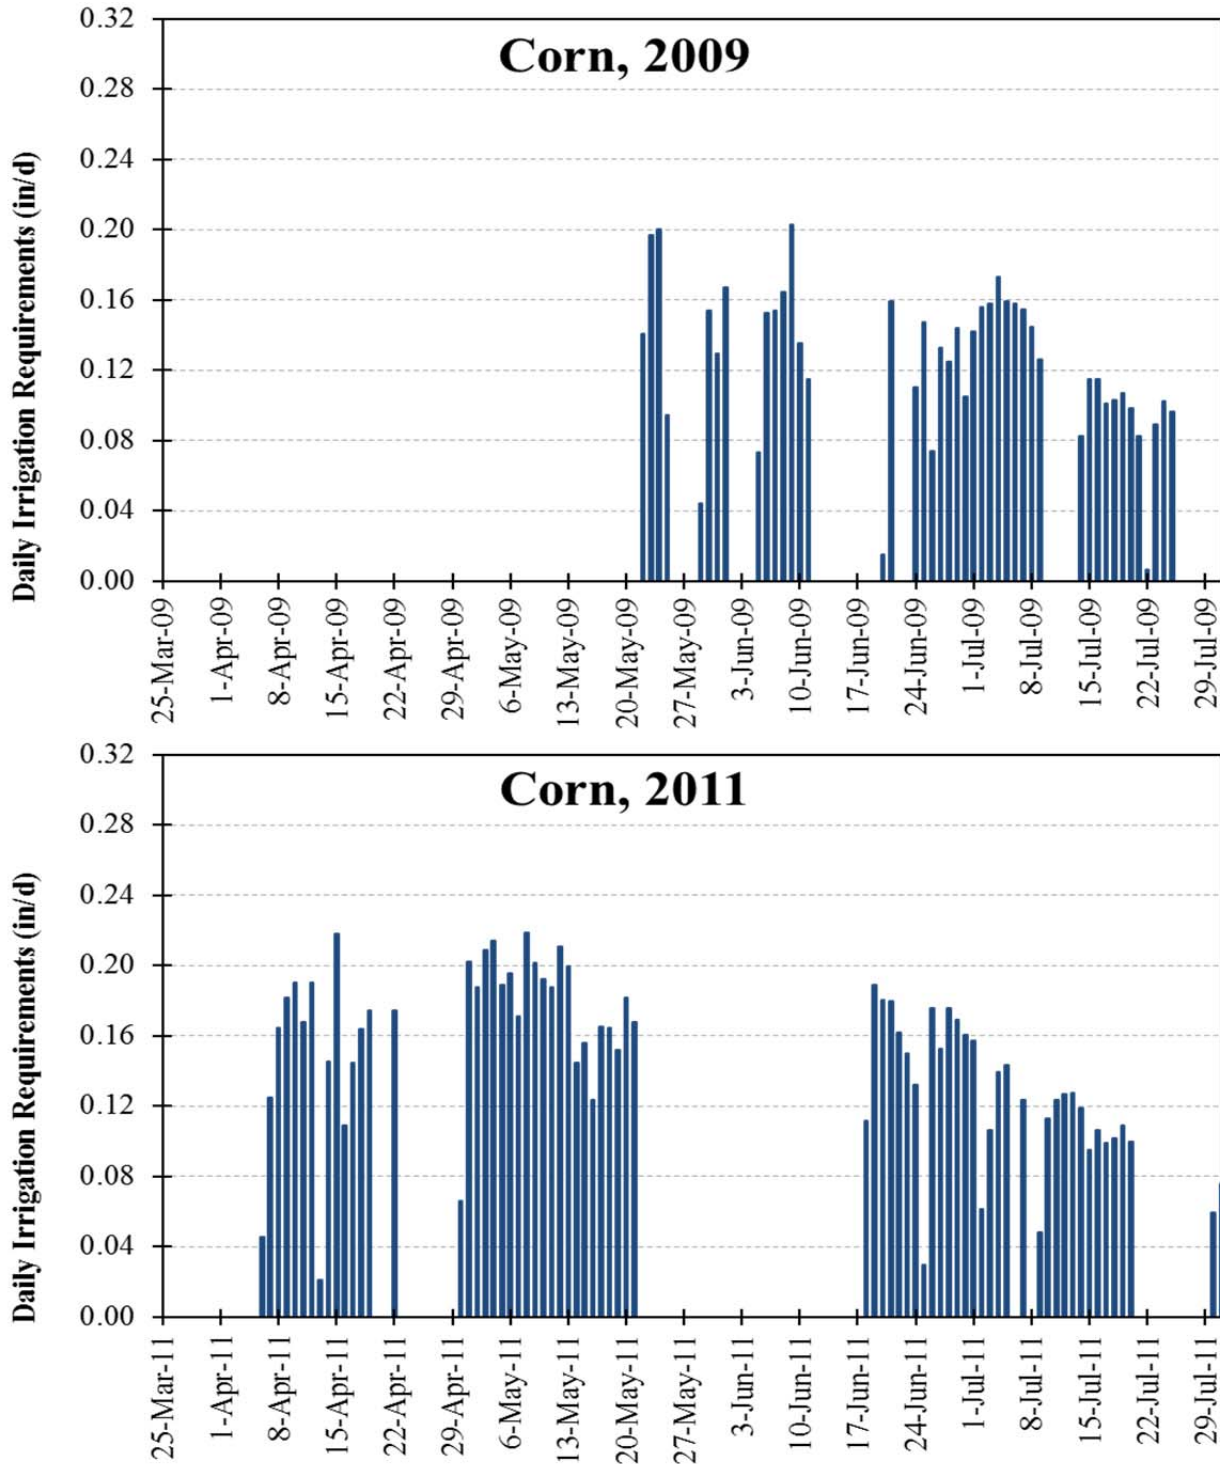 Corn, 2009
Daily Irrigation Requirements (in/d)
0.32
0.28
0.24
0.20
0.16
0.12
0.08
0.04
0.00
25-Mar-09
1-Apr-09
8-Apr-09
15-Apr-09
22-Apr-09
29-Apr-09
6-May-09
13-May-09
20-May-09
27-May-09
3-Jun-09
10-Jun-09
17-Jun-09
24-Jun-09
1-Jul-09
8-Jul-09
15-Jul-09
22-Jul-09
29-Jul-09
Corn, 2011
Daily Irrigation Requirements (in/d)
0.32
0.28
0.24
0.20
0.16
0.12
0.08
0.04
0.00
25-Mar-11
1-Apr-11
8-Apr-11
15-Apr-11
22-Apr-11
29-Apr-11
6-May-11
13-May-11
20-May-11
27-May-11
3-Jun-11
10-Jun-11
17-Jun-11
24-Jun-11
1-Jul-11
8-Jul-11
15-Jul-11
22-Jul-11
29-Jul-11